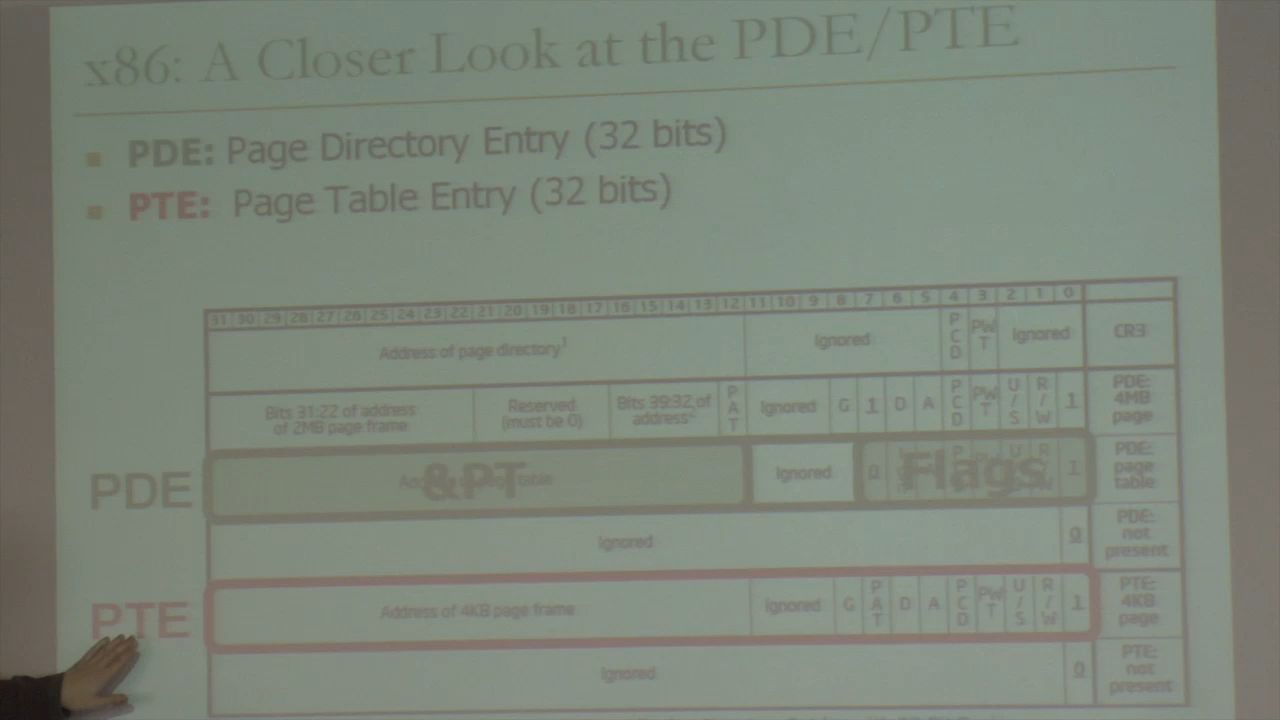 x86: A Closer Look at the PDE/PTE
PDE: Page Directory Entry (32 bits)
PTE: Page Table Entry (32 bits)
31 30 29 28 27 26 25 24 23 22 21 20 19 18 17 16 15 14 13 12 11 10 9 8 7 6 5 4 3 2 1 0
Address of page directory1 Ignored PCD PWT Ignored CR3
Bits 31:22 of address of 2MB page frame Reserved (must be 0) Bits 39:32 of address2 PAT Ignored G 1 D A PCD PWT U/S R/W 1 PDE: 4MB page
PDE &PT table Ignored 0 Flags 1 PDE: page table
Ignored 0 PDE: not present
PTE Address of 4KB page frame Ignored G PAT D A PCD PWT U/S R/W 1 PTE: 4KB page
Ignored 0 PTE: not present